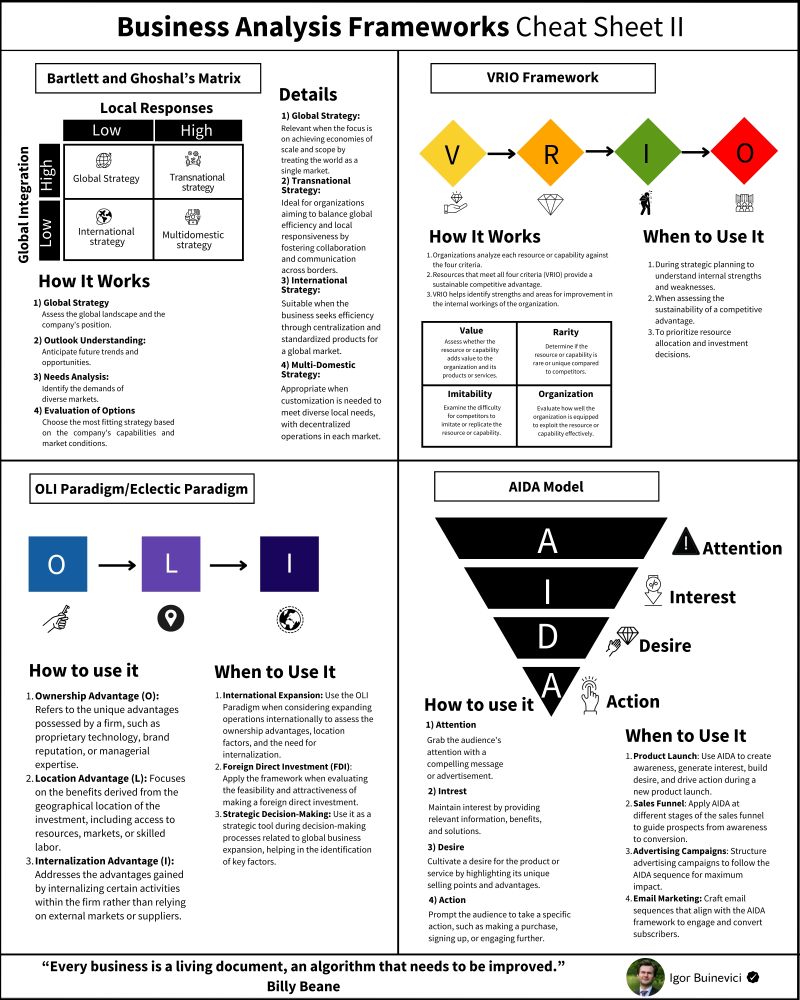 Business Analysis Frameworks Cheat Sheet II
Bartlett and Ghoshal's Matrix
Local Responses
Low
High
Global Integration
High
Low
Global Strategy
Transnational
strategy
International
strategy
Multidomestic
strategy
How It Works
1) Global Strategy
Assess the global landscape and the
company's position.
2) Outlook Understanding:
Anticipate future trends and
opportunities.
3) Needs Analysis:
Identify the demands of
diverse markets.
4) Evaluation of Options
Choose the most fitting strategy based
on the company's capabilities and
market conditions.
Details
1) Global Strategy:
Relevant when the focus is
on achieving economies of
scale and scope by
treating the world as a
single market.
2) Transnational
Strategy:
Ideal for organizations
aiming to balance global
efficiency and local
responsiveness by
fostering collaboration
and communication
across borders.
3) International
Strategy:
Suitable when the
business seeks efficiency
through centralization and
standardized products for
a global market.
4) Multi-Domestic
Strategy:
Appropriate when
customization is needed to
meet diverse local needs,
with decentralized
operations in each market.
VRIO Framework
V
R
I
O
How It Works
1. Organizations analyze each resource or capability against
the four criteria.
2. Resources that meet all four criteria (VRIO) provide a
sustainable competitive advantage.
3. VRIO helps identify strengths and areas for improvement in
the internal workings of the organization.
Value
Assess whether the
resource or capability
adds value to the
organization and its
products or services.
Rarity
Determine if the
resource or capability is
rare or unique compared
to competitors.
Imitability
Examine the difficulty
for competitors to
imitate or replicate the
resource or capability.
Organization
Evaluate how well the
organization is equipped
to exploit the resource or
capability effectively.
When to Use It
1. During strategic planning to
understand internal strengths
and weaknesses.
2. When assessing the
sustainability of a competitive
advantage.
3. To prioritize resource
allocation and investment
decisions.
OLI Paradigm/Eclectic Paradigm
O
L
I
How to use it
1. Ownership Advantage (O):
Refers to the unique advantages
possessed by a firm, such as
proprietary technology, brand
reputation, or managerial
expertise.
2. Location Advantage (L): Focuses
on the benefits derived from the
geographical location of the
investment, including access to
resources, markets, or skilled
labor.
3. Internalization Advantage (I):
Addresses the advantages gained
by internalizing certain activities
within the firm rather than relying
on external markets or suppliers.
When to Use It
1. International Expansion: Use the OLI
Paradigm when considering expanding
operations internationally to assess the
ownership advantages, location
factors, and the need for
internalization.
2. Foreign Direct Investment (FDI):
Apply the framework when evaluating
the feasibility and attractiveness of
making a foreign direct investment.
3. Strategic Decision-Making: Use it as a
strategic tool during decision-making
processes related to global business
expansion, helping in the identification
of key factors.
AIDA Model
A
Attention
I
Interest
D
Desire
A
Action
How to use it
1) Attention
Grab the audience's
attention with a
compelling message
or advertisement.
2) Intrest
Maintain interest by providing
relevant information, benefits,
and solutions.
3) Desire
Cultivate a desire for the product or
service by highlighting its unique
selling points and advantages.
4) Action
Prompt the audience to take a specific
action, such as making a purchase,
signing up, or engaging further.
When to Use It
1. Product Launch: Use AIDA to create
awareness, generate interest, build
desire, and drive action during a
new product launch.
2. Sales Funnel: Apply AIDA at
different stages of the sales funnel
to guide prospects from awareness
to conversion.
3. Advertising Campaigns: Structure
advertising campaigns to follow the
AIDA sequence for maximum
impact.
4. Email Marketing: Craft email
sequences that align with the AIDA
framework to engage and convert
subscribers.
"Every business is a living document, an algorithm that needs to be improved."
Billy Beane
Igor Buinevici